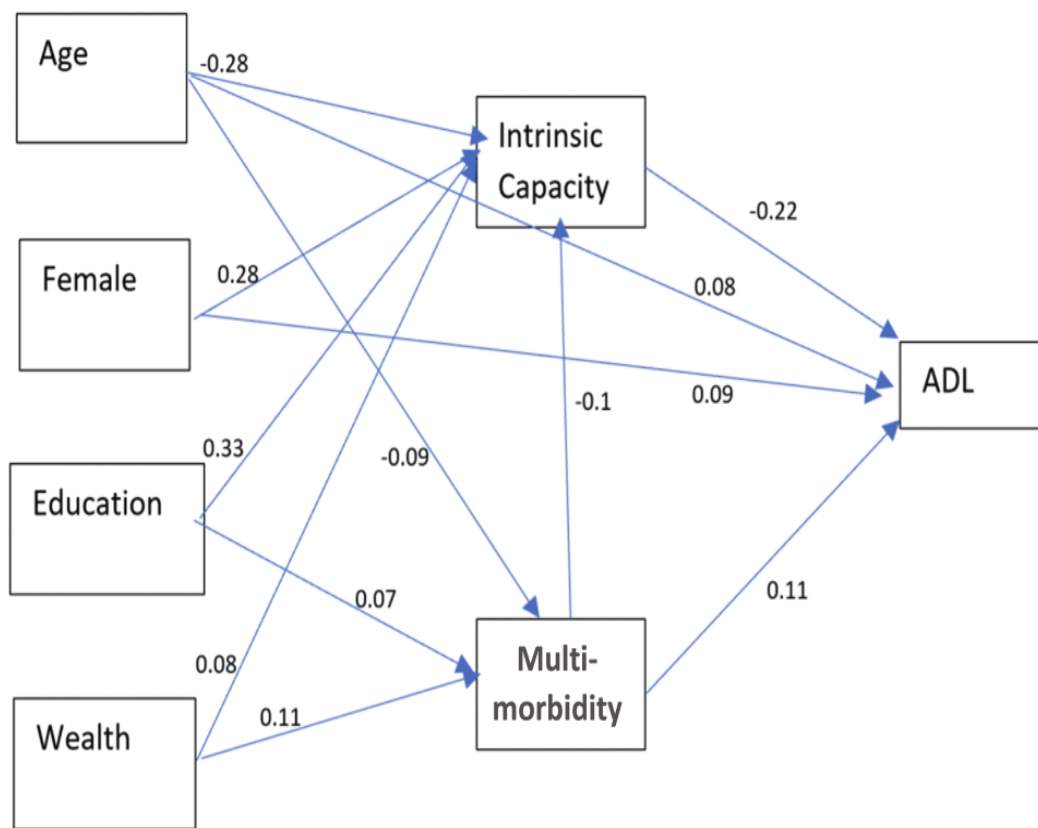 Age
-0.28
Intrinsic
Capacity
-0.22
Female
0.28
0.08
ADL
0.09
-0.1
0.33
-0.09
Education
0.07
0.11
Multi-
morbidity
0.08
Wealth
0.11